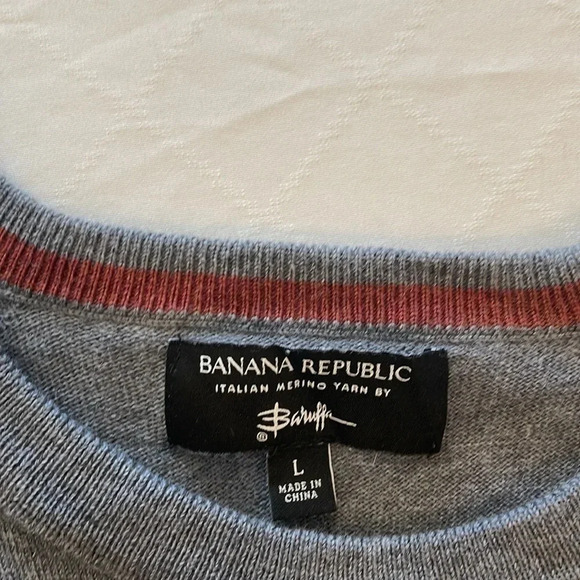 BANANA REPUBLIC
ITALIAN MERINO YARN BY
Baruffa
®
L
MADE IN
CHINA